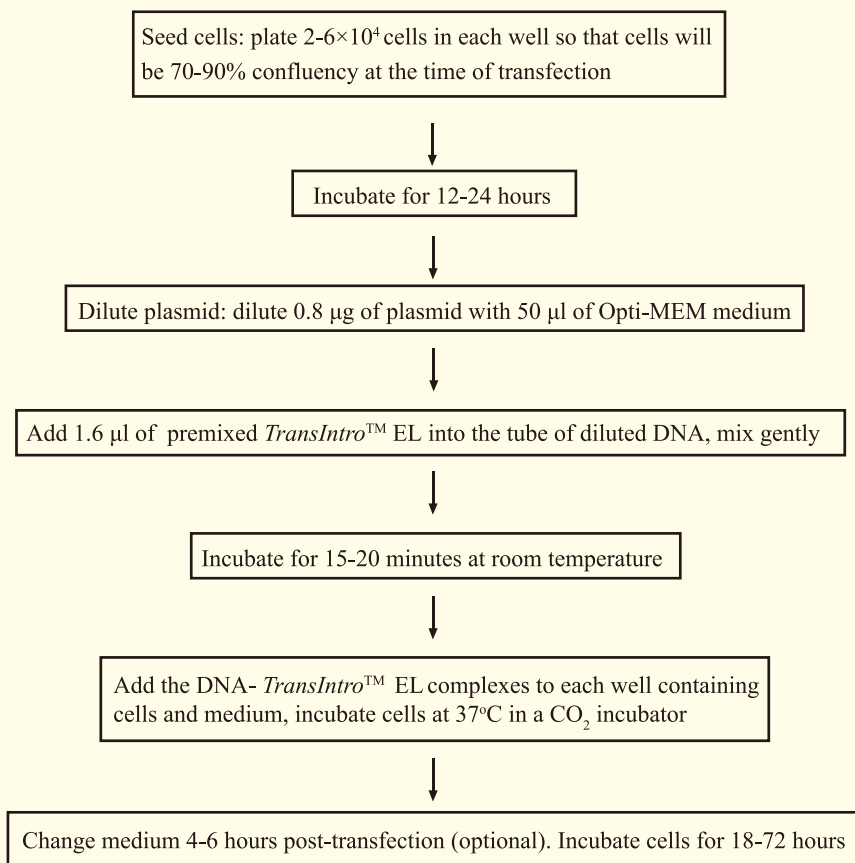 Seed cells: plate 2-6×10⁴ cells in each well so that cells will
be 70-90% confluency at the time of transfection
Incubate for 12-24 hours
Dilute plasmid: dilute 0.8 μg of plasmid with 50 μl of Opti-MEM medium
Add 1.6 μl of premixed TransIntro™ EL into the tube of diluted DNA, mix gently
Incubate for 15-20 minutes at room temperature
Add the DNA- TransIntro™ EL complexes to each well containing
cells and medium, incubate cells at 37°C in a CO₂ incubator
Change medium 4-6 hours post-transfection (optional). Incubate cells for 18-72 hours